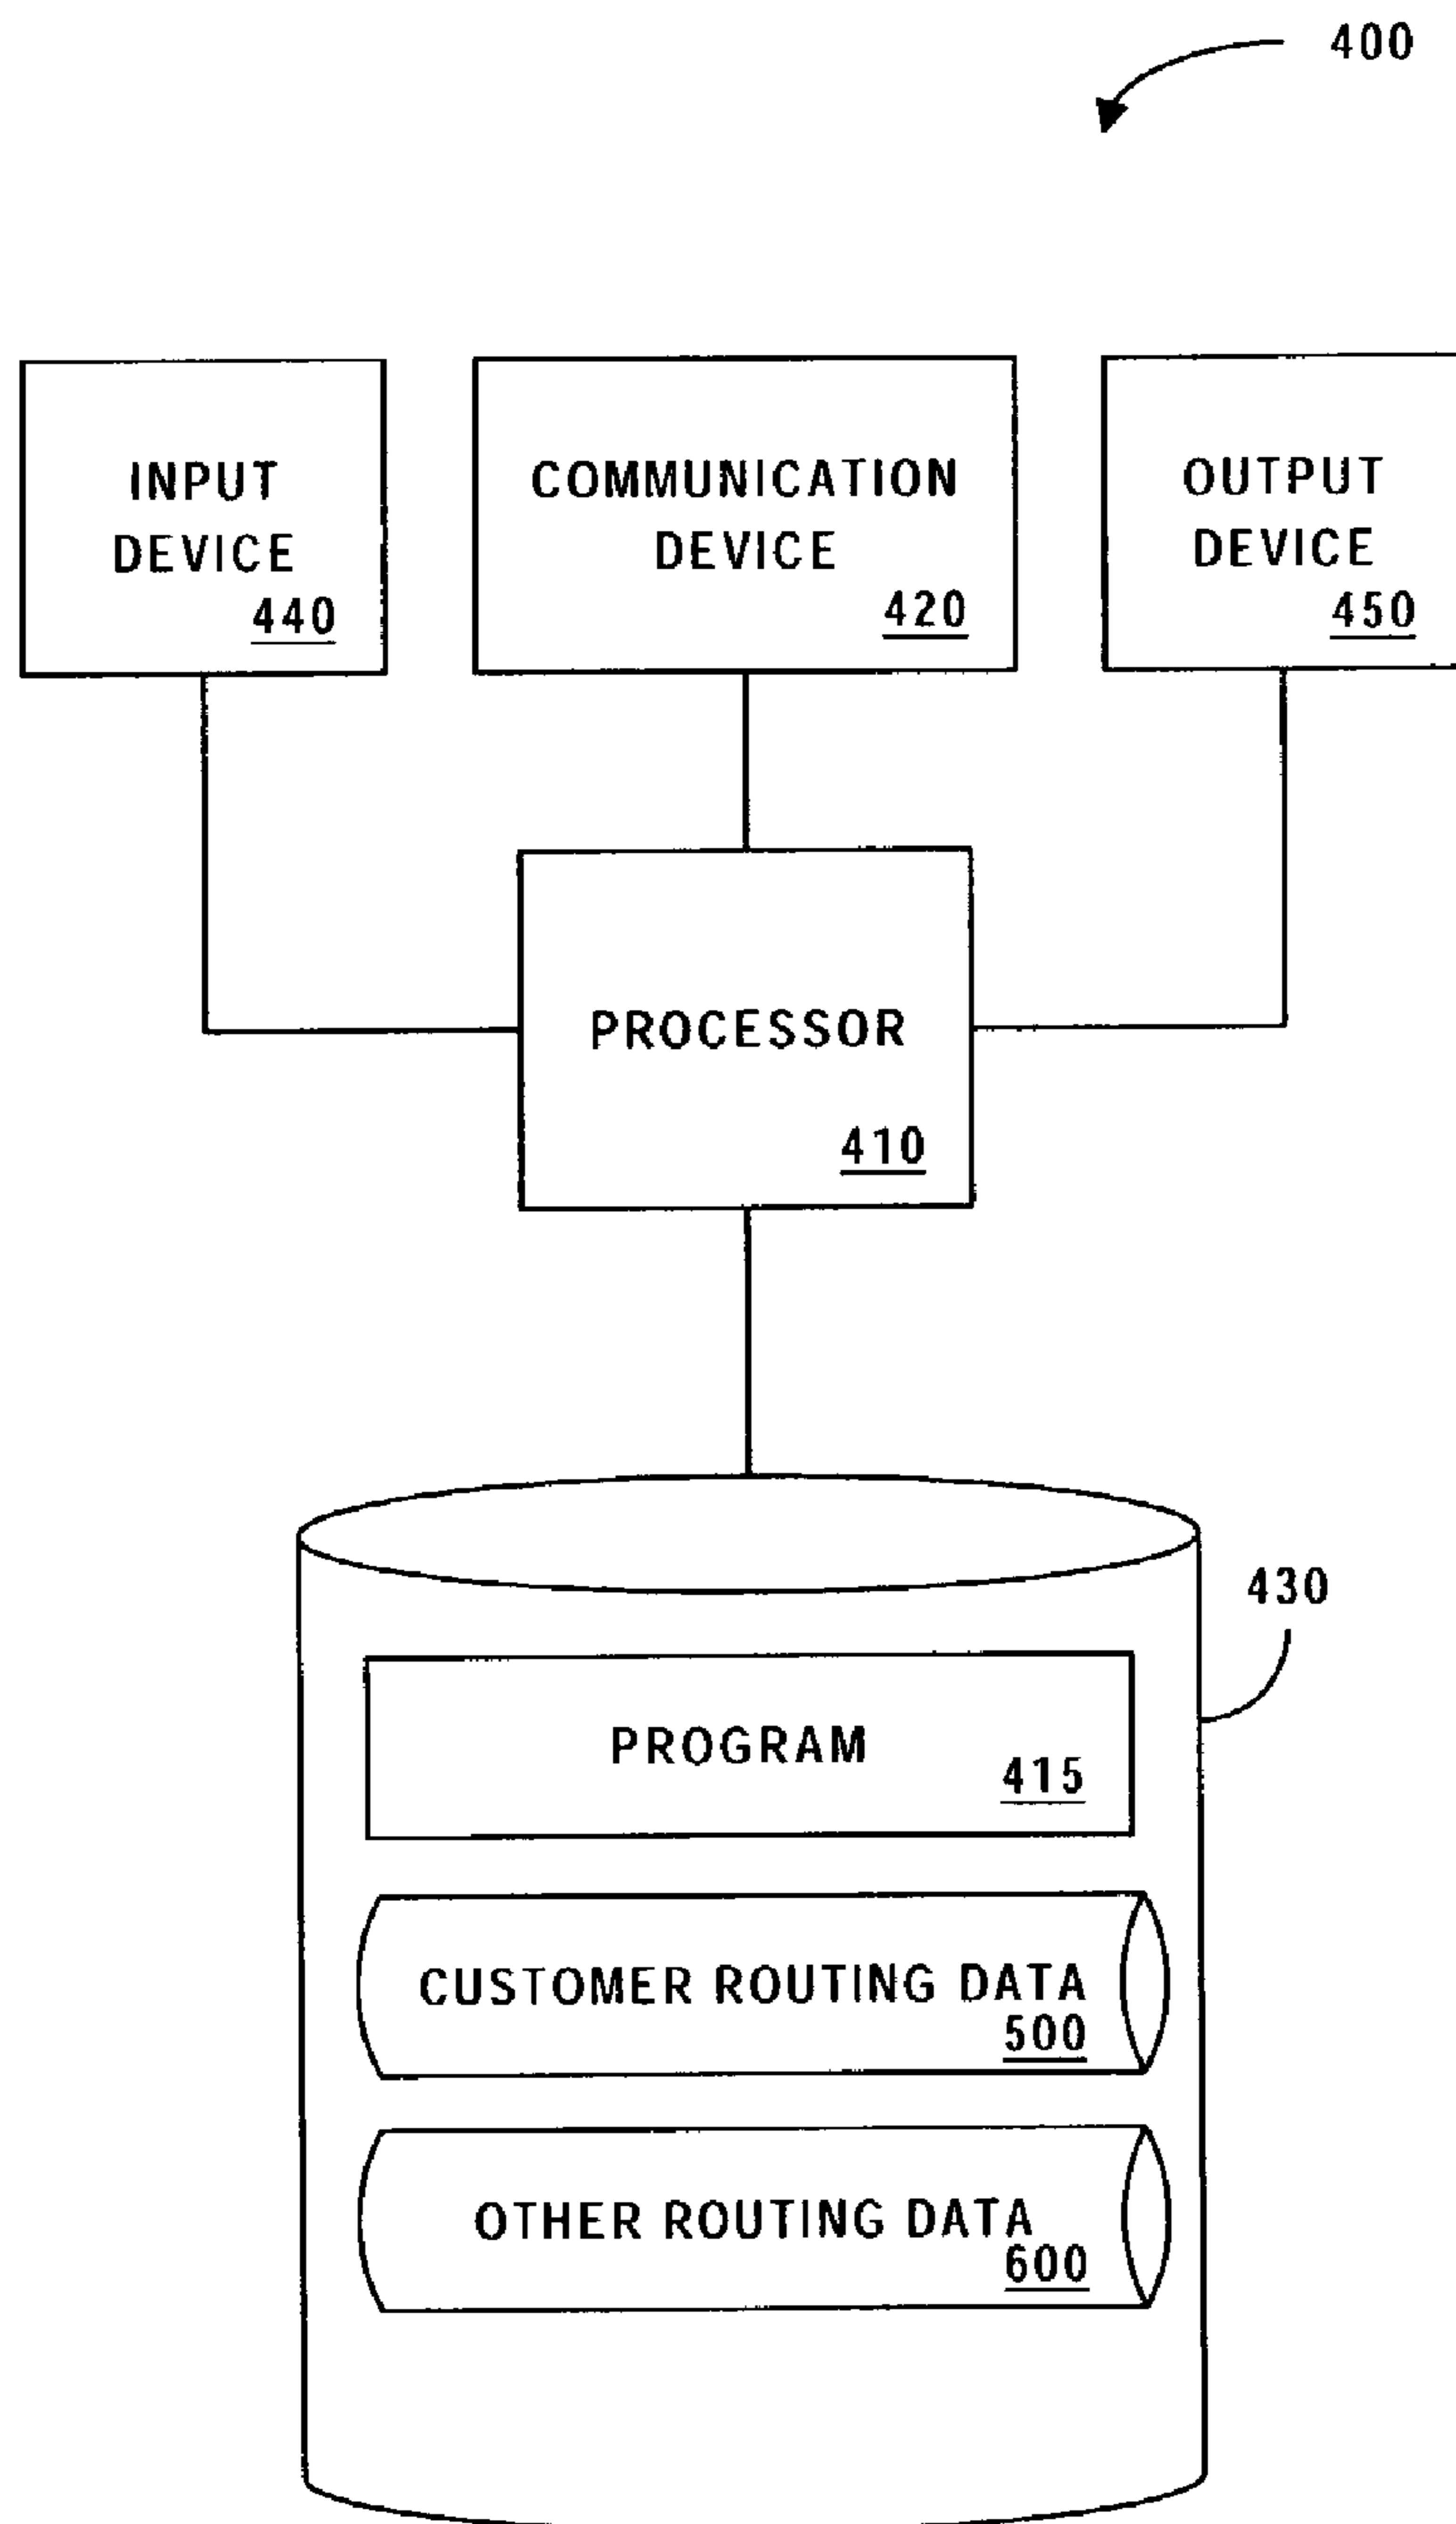 400
INPUT
DEVICE
440
COMMUNICATION
DEVICE
420
OUTPUT
DEVICE
450
PROCESSOR
410
430
PROGRAM
415
CUSTOMER ROUTING DATA
500
OTHER ROUTING DATA
600